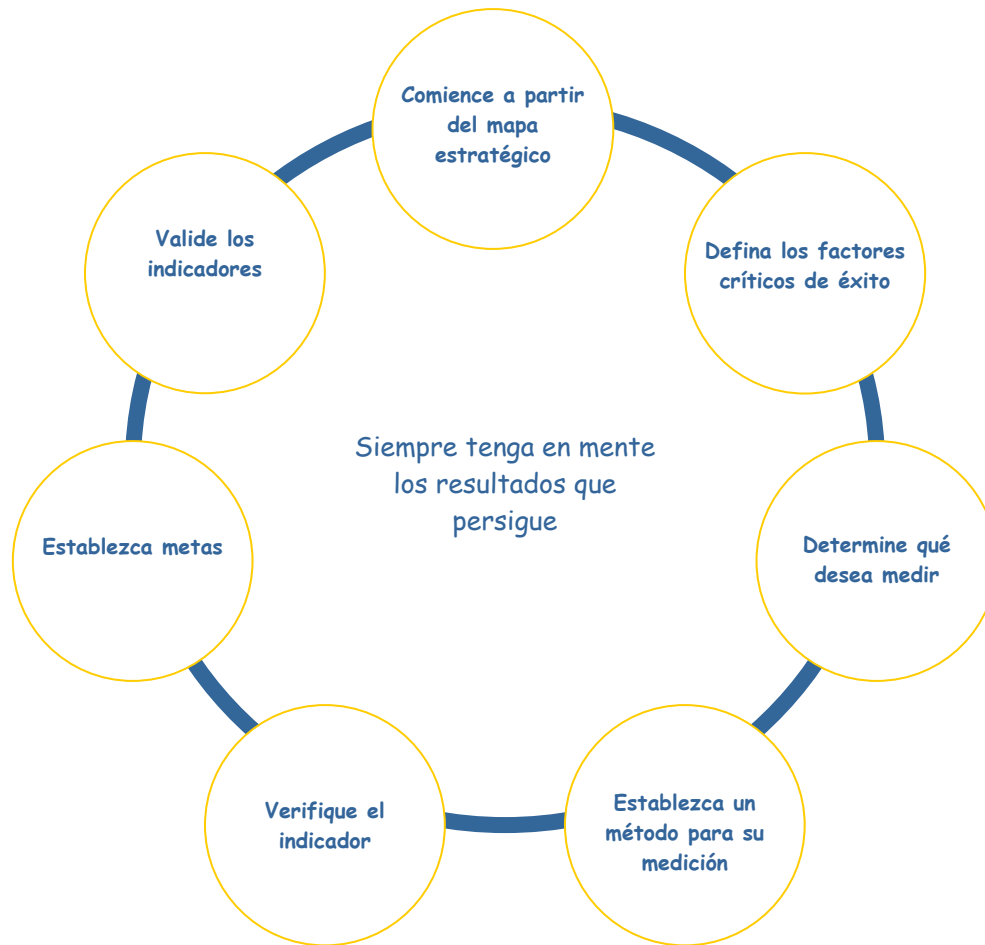 Comience a partir
del mapa
estratégico
Defina los factores
críticos de éxito
Determine qué
desea medir
Establezca un
método para su
medición
Verifique el
indicador
Establezca metas
Valide los
indicadores
Siempre tenga en mente
los resultados que
persigue